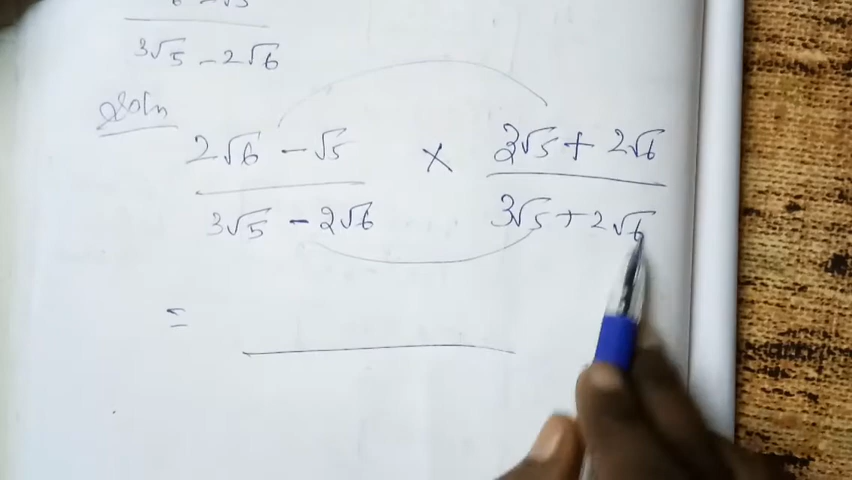 3√5 - 2√6
Soln
2√6 - √5 × 3√5 + 2√6
3√5 - 2√6 3√5 + 2√6
=